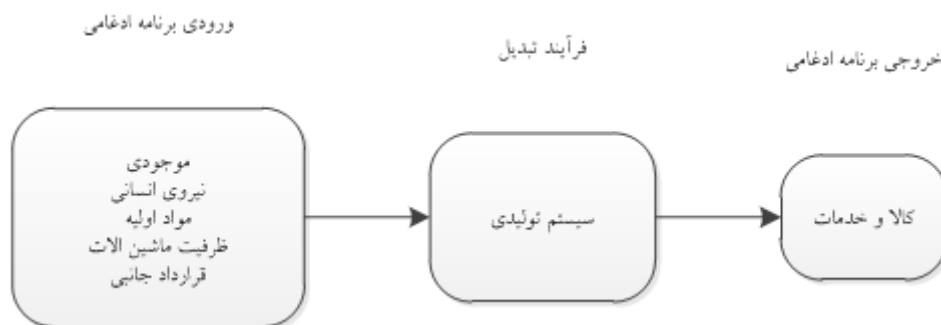 ورودی برنامه ادغامی
فرآیند تبدیل
خروجی برنامه ادغامی
موجودی
نیروی انسانی
مواد اولیه
ظرفیت ماشین الات
قرارداد جانبی
سیستم تولیدی
کالا و خدمات